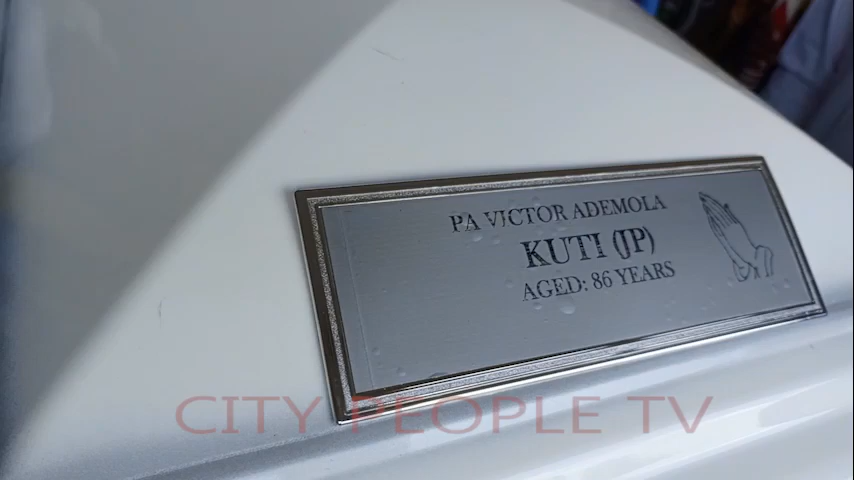 PA VICTOR ADEMOLA
KUTI (JP)
AGED: 86 YEARS
CITY PEOPLE TV